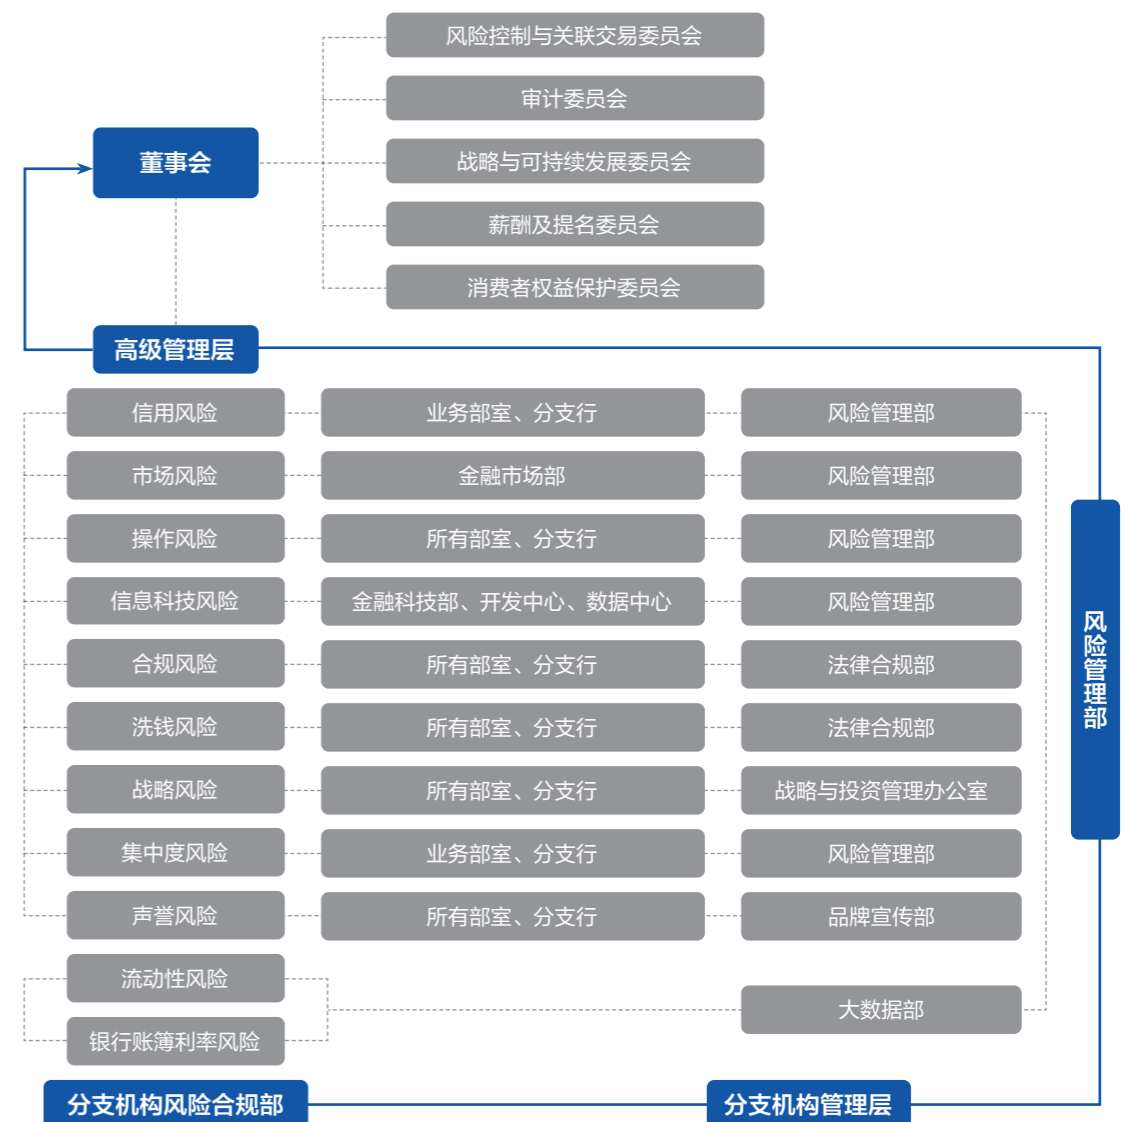 风险控制与关联交易委员会
审计委员会
董事会
战略与可持续发展委员会
薪酬及提名委员会
消费者权益保护委员会
高级管理层
信用风险 业务部室、分支行 风险管理部
市场风险 金融市场部 风险管理部
操作风险 所有部室、分支行 风险管理部
信息科技风险 金融科技部、开发中心、数据中心 风险管理部
合规风险 所有部室、分支行 法律合规部
洗钱风险 所有部室、分支行 法律合规部
战略风险 所有部室、分支行 战略与投资管理办公室
集中度风险 业务部室、分支行 风险管理部
声誉风险 所有部室、分支行 品牌宣传部
流动性风险
大数据部
银行账簿利率风险
风险管理部
分支机构风险合规部 分支机构管理层